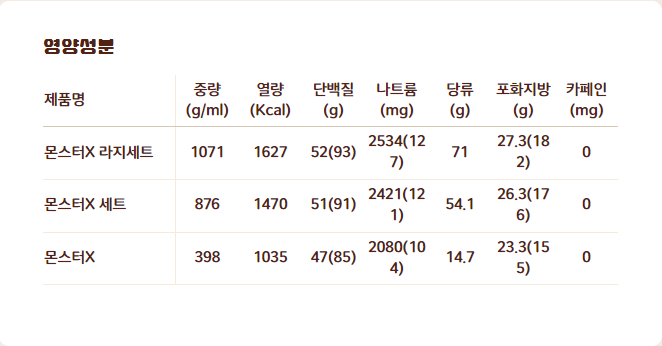 영양성분
제품명 중량 (g/ml) 열량 (Kcal) 단백질 (g) 나트륨 (mg) 당류 (g) 포화지방 (g) 카페인 (mg)
몬스터X 라지세트 1071 1627 52(93) 2534(127) 71 27.3(182) 0
몬스터X 세트 876 1470 51(91) 2421(121) 54.1 26.3(176) 0
몬스터X 398 1035 47(85) 2080(104) 14.7 23.3(155) 0